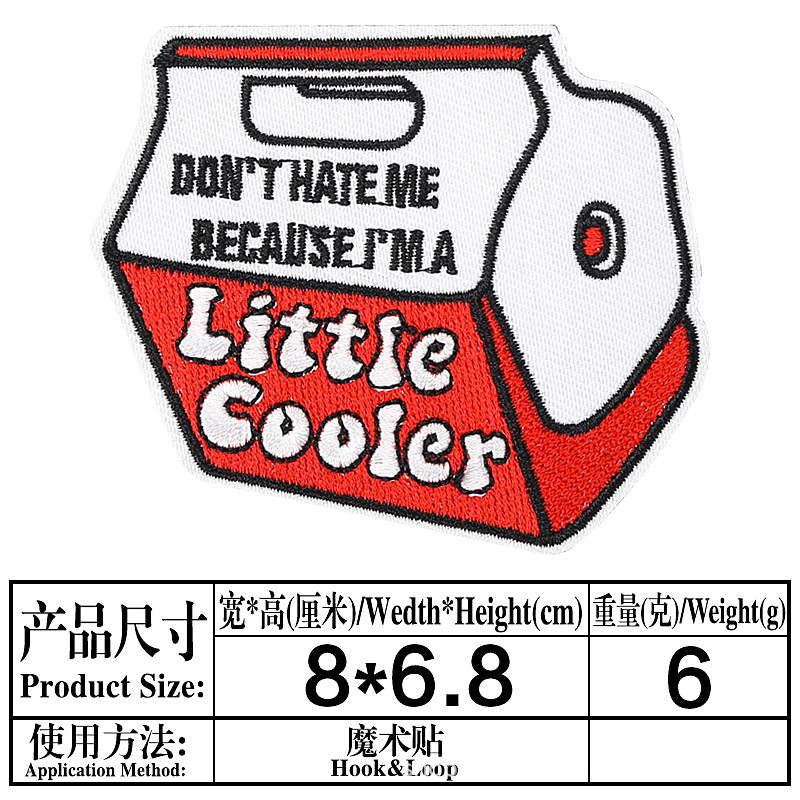 DON'T HATE ME
BECAUSE I'M A
Little
Cooler
产品尺寸
Product Size:
宽*高(厘米)/Wedth*Height(cm)
重量(克)/Weight(g)
8*6.8
6
使用方法:
Application Method:
魔术贴
Hook&Loop